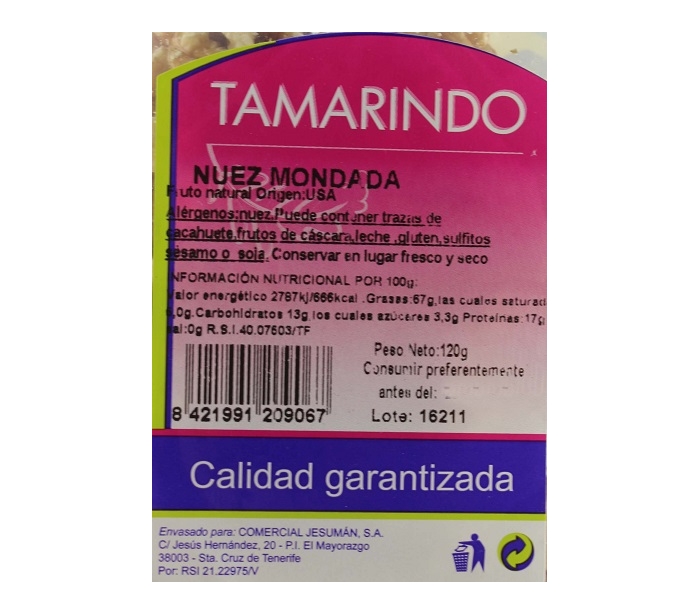 TAMARINDO
NUEZ MONDADA
Fruto natural Origen:USA
Alérgenos:nuez.Puede contener trazas de
cacahuete,frutos de cáscara,leche ,gluten,sulfitos
sésamo o soja. Conservar en lugar fresco y seco
INFORMACIÓN NUTRICIONAL POR 100g:
Valor energético 2787kj/666kcal .Grasas:67g,las cuales saturad
,0g.Carbohidratos 13g,los cuales azúcares 3,3g Proteínas:17g
Sal:0g R.S.I.40.07603/TF
Peso Neto:120g
Consumir preferentemente
antes del:
8 421991 209067
Lote: 16211
Calidad garantizada
Envasado para: COMERCIAL JESUMÁN, S.A.
C/ Jesús Hernández, 20 - P.I. El Mayorazgo
38003 - Sta. Cruz de Tenerife
Por: RSI 21.22975/V